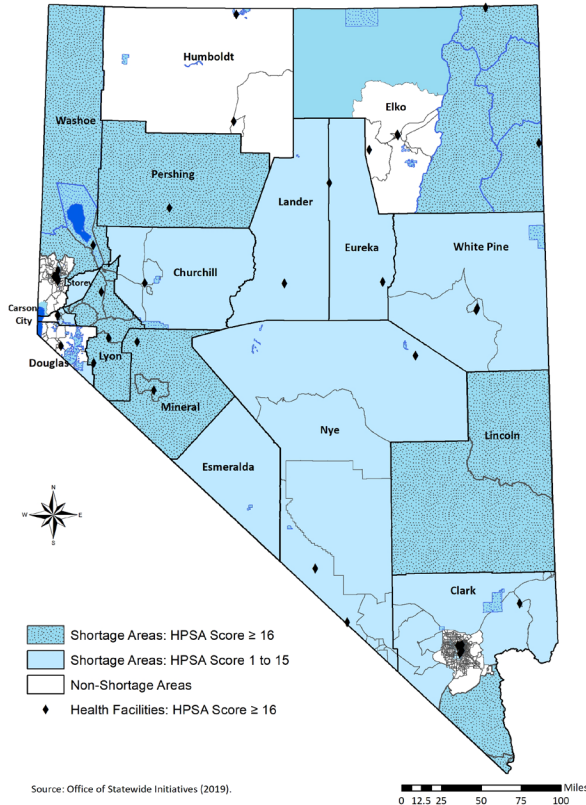 Humboldt
Elko
Washoe
Pershing
Lander
Eureka
White Pine
Churchill
Storey
Carson
City
Douglas
Lyon
Mineral
Nye
Lincoln
Esmeralda
Clark
N
W
E
S
Shortage Areas: HPSA Score ≥ 16
Shortage Areas: HPSA Score 1 to 15
Non-Shortage Areas
Health Facilities: HPSA Score ≥ 16
Source: Office of Statewide Initiatives (2019).
Miles
0 12.5 25 50 75 100